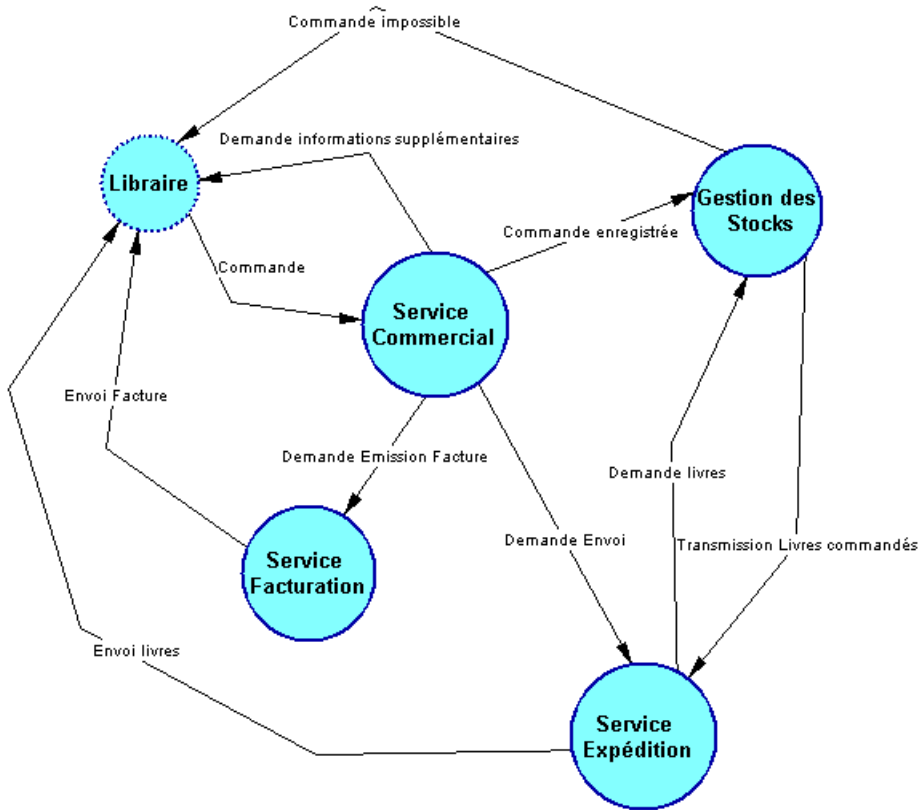 Commande impossible
Demande informations supplémentaires
Libraire
Gestion des
Stocks
Commande enregistrée
Commande
Service
Commercial
Envoi Facture
Demande Emission Facture
Demande livres
Demande Envoi
Transmission Livres commandés
Service
Facturation
Envoi livres
Service
Expédition